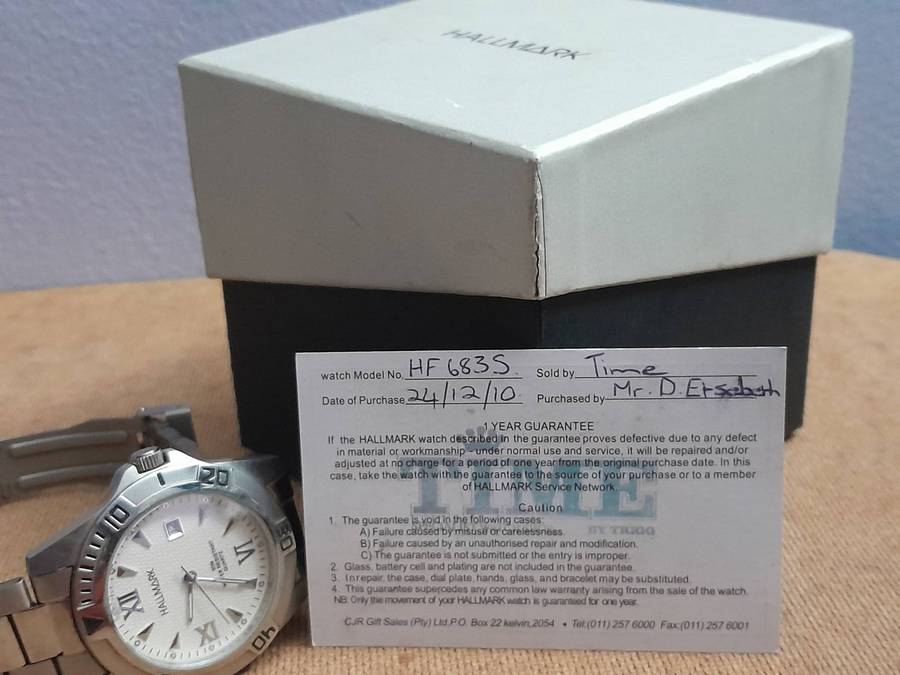 HALLMARK
watch Model No. HF 683S. Sold by Time
Date of Purchase 24/12/10 Purchased by Mr. D.
1 YEAR GUARANTEE
If the HALLMARK watch described in the guarantee proves defective due to any defect
in material or workmanship - under normal use and service, it will be repaired and/or
adjusted at no charge for a period of one year from the original purchase date. In this
case, take the watch with the guarantee to the source of your purchase or to a member
of HALLMARK Service Network.
TIME
BY TRIGG
Caution
1. The guarantee is void in the following cases:
A) Failure caused by misuse or carelessness.
B) Failure caused by an unauthorised repair and modification.
C) The guarantee is not submitted or the entry is improper.
2. Glass, battery cell and plating are not included in the guarantee.
3. In repair, the case, dial plate, hands, glass, and bracelet may be substituted.
4. This guarantee supercedes any common law warranty arising from the sale of the watch.
NB: Only the movement of your HALLMARK watch is guaranteed for one year.
CJR Gift Sales (Pty) Ltd,P.O. Box 22 kelvin,2054 • Tel:(011) 257 6000 Fax:(011) 257 6001
10
20
30
40
VI
IX
XII
HALLMARK